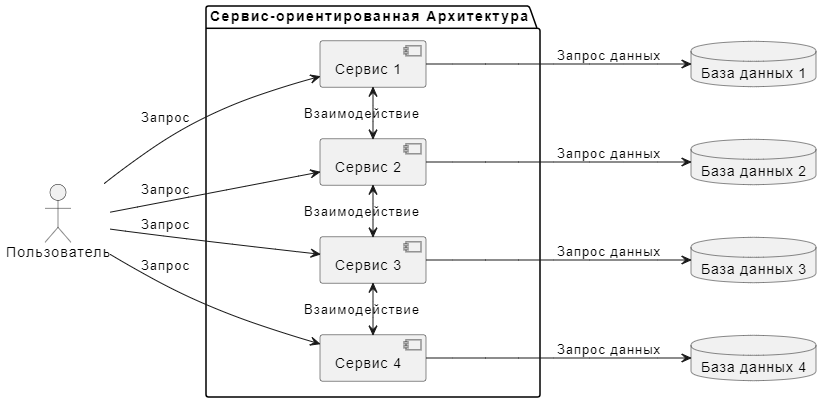 Сервис-ориентированная Архитектура
Сервис 1
Запрос данных
База данных 1
Запрос
Взаимодействие
Сервис 2
Запрос данных
База данных 2
Запрос
Взаимодействие
Пользователь
Запрос
Сервис 3
Запрос данных
База данных 3
Запрос
Взаимодействие
Сервис 4
Запрос данных
База данных 4